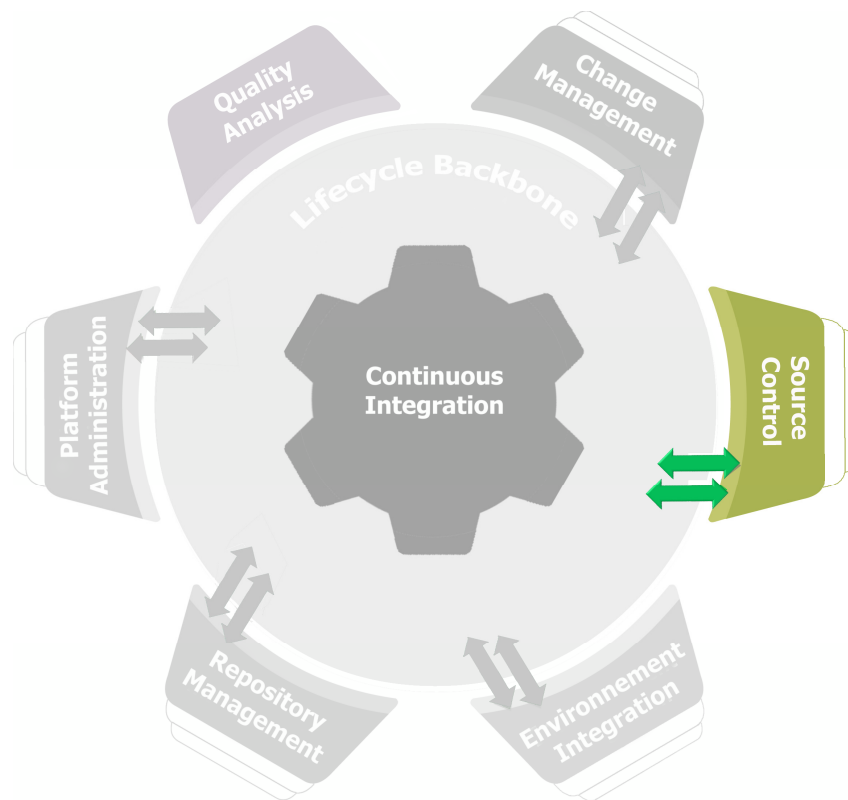 Quality
Analysis
Change
Management
Lifecycle Backbone
Platform
Administration
Continuous
Integration
Source
Control
Repository
Management
Environnement
Integration